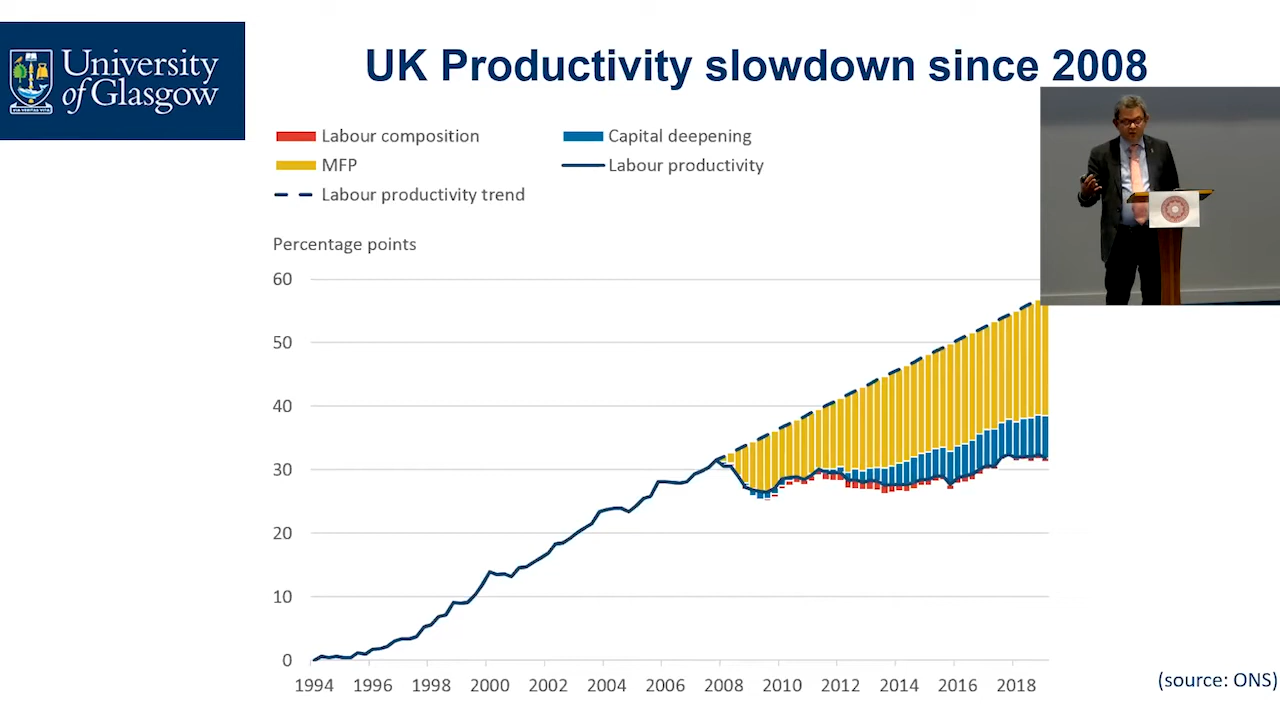 University
of Glasgow
UK Productivity slowdown since 2008
Labour composition
Capital deepening
MFP
Labour productivity
Labour productivity trend
Percentage points
60
50
40
30
20
10
0
1994 1996 1998 2000 2002 2004 2006 2008 2010 2012 2014 2016 2018
(source: ONS)